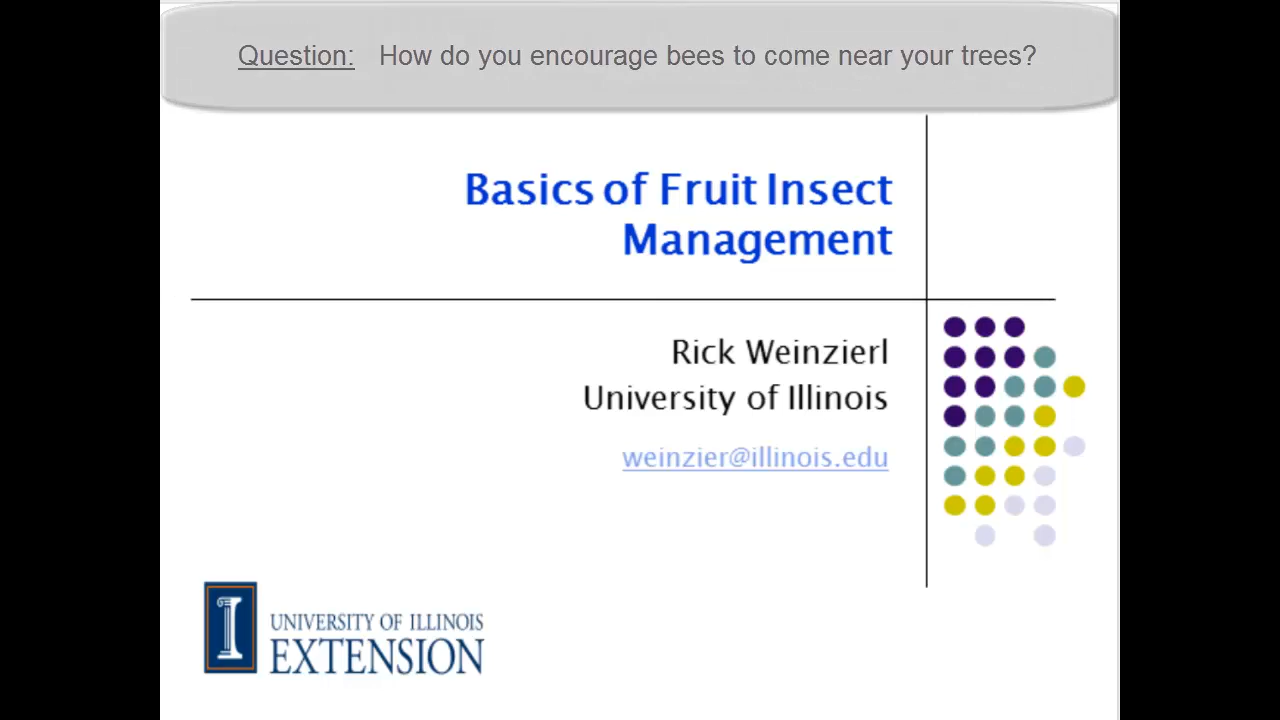 Question: How do you encourage bees to come near your trees?
Basics of Fruit Insect
Management
Rick Weinzierl
University of Illinois
weinzier@illinois.edu
I
UNIVERSITY OF ILLINOIS
EXTENSION